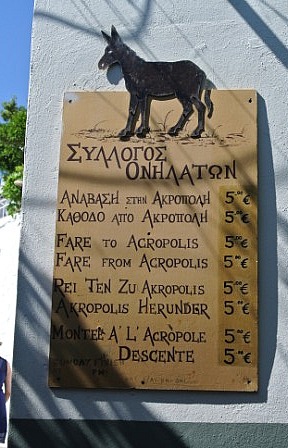 ΣΥΛΛΟΓΟΣ
ΟΝΗΛΑΤΩΝ
ΑΝΑΒΑΣΗ ΣΤΗΝ ΑΚΡΟΠΟΛΗ 5°°€
ΚΑΘΟΔΟ ΑΠΟ ΑΚΡΟΠΟΛΗ 5°°€
FARE TO ACROPOLIS 5°°€
FARE FROM ACROPOLIS 5°°€
REI TEN ZU AKROPOLIS 5°°€
AKROPOLIS HERUNDER 5°°€
MONTEE A' L' ACROPOLE 5°°€
DESCENTE 5°°€